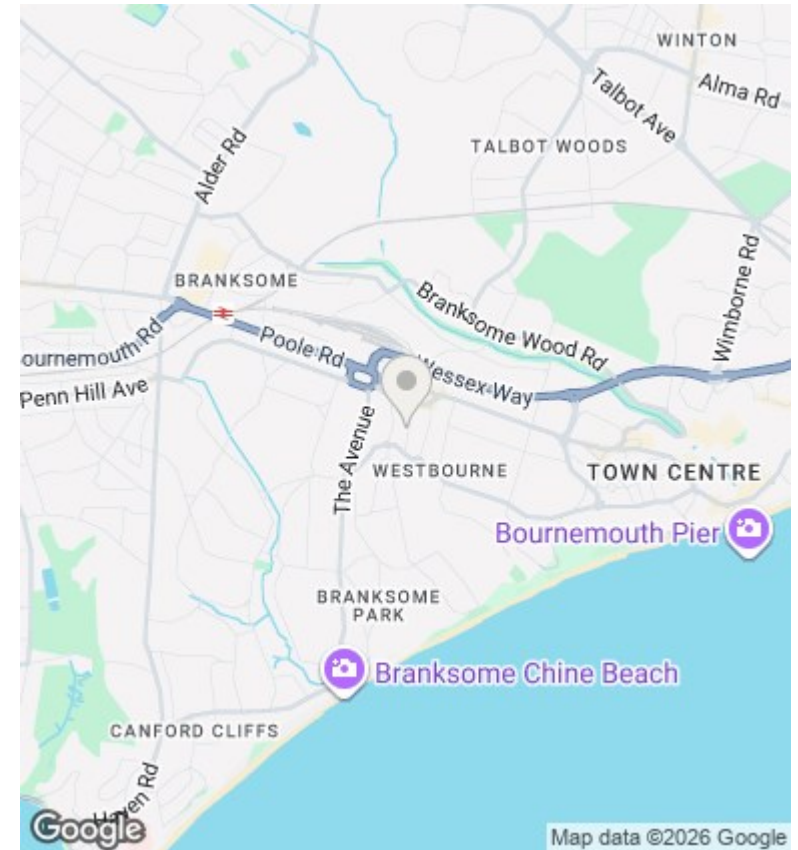 WINTON
Alma Rd
Talbot Ave
TALBOT WOODS
Alder Rd
Wimborne Rd
BRANKSOME
Branksome Wood Rd
ournemouth Rd
Poole Rd
Wessex Way
Penn Hill Ave
The Avenue
WESTBOURNE
TOWN CENTRE
Bournemouth Pier
BRANKSOME
PARK
Branksome Chine Beach
CANFORD CLIFFS
Haven Rd
Google
Map data ©2026 Google